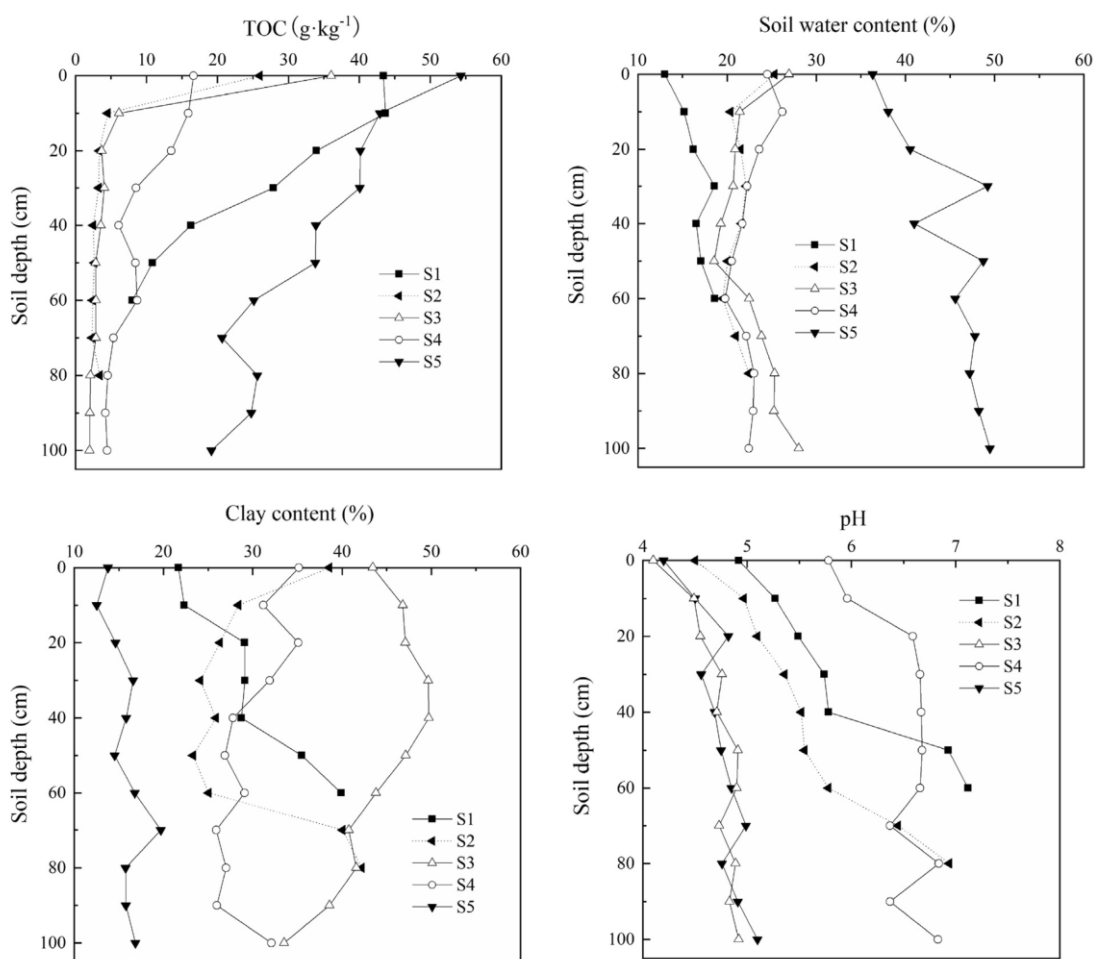 TOC (g·kg⁻¹)
0 10 20 30 40 50 60
0
20
40
60
80
100
Soil depth (cm)
S1
S2
S3
S4
S5
Soil water content (%)
10 20 30 40 50 60
0
20
40
60
80
100
Soil depth (cm)
S1
S2
S3
S4
S5
Clay content (%)
10 20 30 40 50 60
0
20
40
60
80
100
Soil depth (cm)
S1
S2
S3
S4
S5
pH
4 5 6 7 8
0
20
40
60
80
100
Soil depth (cm)
S1
S2
S3
S4
S5